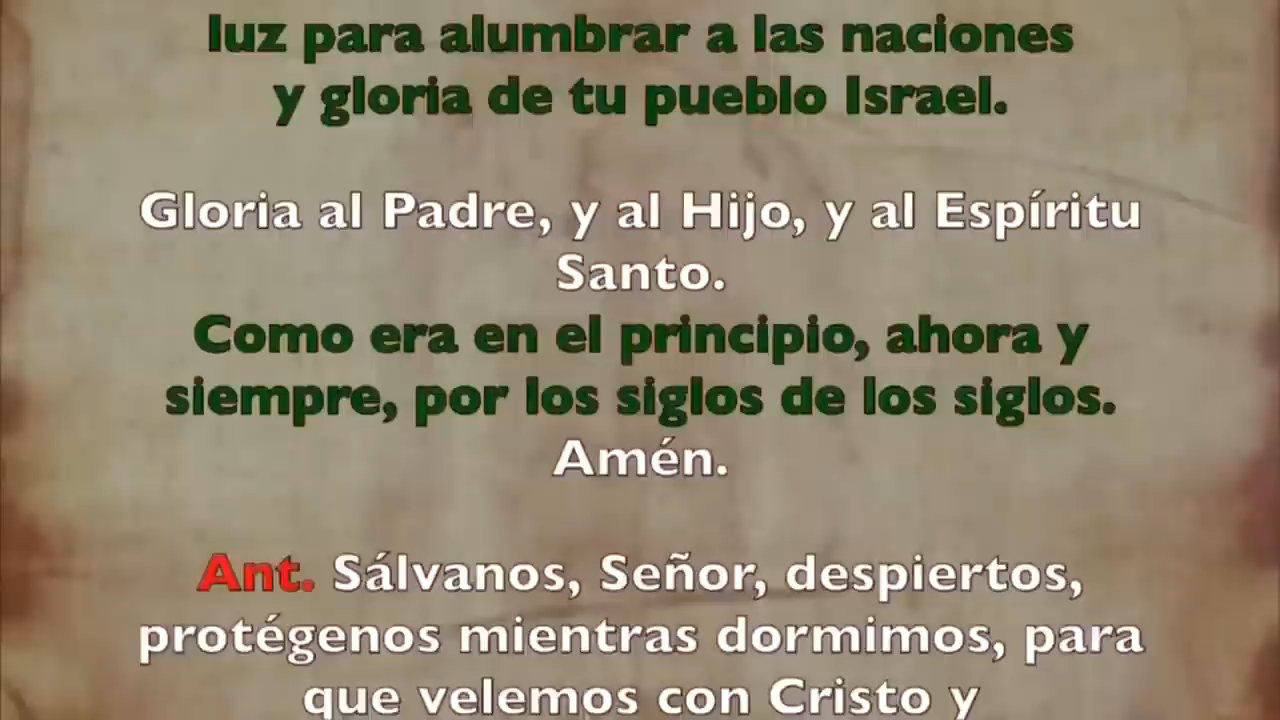 luz para alumbrar a las naciones
y gloria de tu pueblo Israel.
Gloria al Padre, y al Hijo, y al Espíritu
Santo.
Como era en el principio, ahora y
siempre, por los siglos de los siglos.
Amén.
Ant. Sálvanos, Señor, despiertos,
protégenos mientras dormimos, para
que velemos con Cristo y